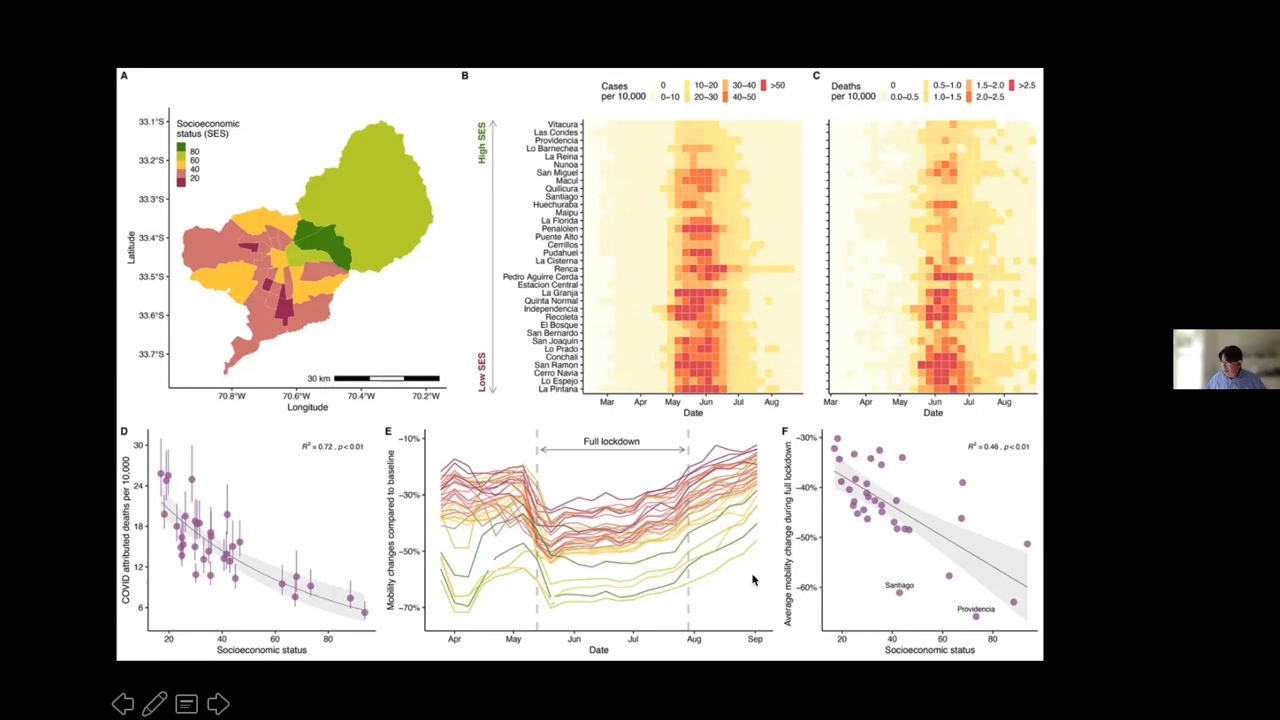 A
Socioeconomic
status (SES)
80
60
40
20
33.1°S
33.2°S
33.3°S
33.4°S
33.5°S
33.6°S
33.7°S
Latitude
30 km
70.8°W
70.6°W
70.4°W
70.2°W
Longitude
B
Cases
per 10,000
0
10–20
30–40
>50
0–10
20–30
40–50
High SES
Low SES
Vitacura
Las Condes
Providencia
Lo Barnechea
La Reina
Nunoa
San Miguel
Macul
Quilicura
Santiago
Huechuraba
Maipu
La Florida
Penalolen
Puente Alto
Cerrillos
Pudahuel
La Cisterna
Renca
Pedro Aguirre Cerda
Estacion Central
La Granja
Quinta Normal
Independencia
Recoleta
El Bosque
San Bernardo
San Joaquin
Lo Prado
Conchali
San Ramon
Cerro Navia
Lo Espejo
La Pintana
Mar
Apr
May
Jun
Jul
Aug
Date
C
Deaths
per 10,000
0
0.5–1.0
1.5–2.0
>2.5
0.0–0.5
1.0–1.5
2.0–2.5
Mar
Apr
May
Jun
Jul
Aug
Date
D
R² = 0.72 , p < 0.01
COVID attributed deaths per 10,000
30
24
18
12
6
20
40
60
80
Socioeconomic status
E
Full lockdown
Mobility changes compared to baseline
−10%
−30%
−50%
−70%
Apr
May
Jun
Jul
Aug
Sep
Date
F
R² = 0.46 , p < 0.01
Average mobility change during full lockdown
−30%
−40%
−50%
−60%
Santiago
Providencia
20
40
60
80
Socioeconomic status